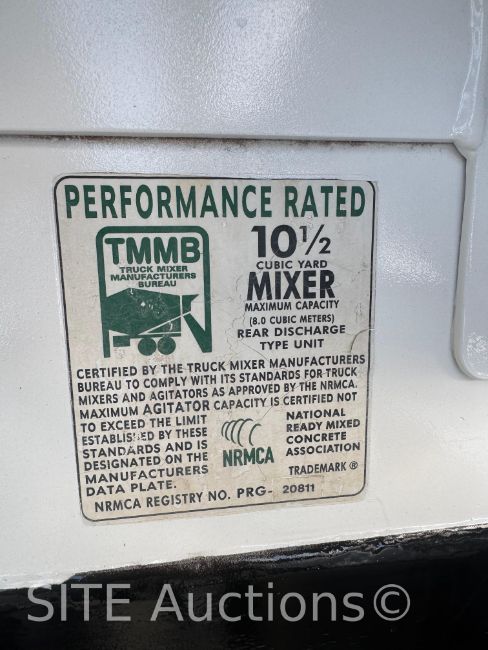 PERFORMANCE RATED
TMMB
TRUCK MIXER
MANUFACTURERS
BUREAU
10 1/2
CUBIC YARD
MIXER
MAXIMUM CAPACITY
(8.0 CUBIC METERS)
REAR DISCHARGE
TYPE UNIT
CERTIFIED BY THE TRUCK MIXER MANUFACTURERS
BUREAU TO COMPLY WITH ITS STANDARDS FOR TRUCK
MIXERS AND AGITATORS AS APPROVED BY THE NRMCA.
MAXIMUM AGITATOR CAPACITY IS CERTIFIED NOT
TO EXCEED THE LIMIT
ESTABLISHED BY THESE
STANDARDS AND IS
DESIGNATED ON THE
MANUFACTURERS
DATA PLATE.
NRMCA
NATIONAL
READY MIXED
CONCRETE
ASSOCIATION
TRADEMARK ®
NRMCA REGISTRY NO. PRG- 20811
SITE Auctions©